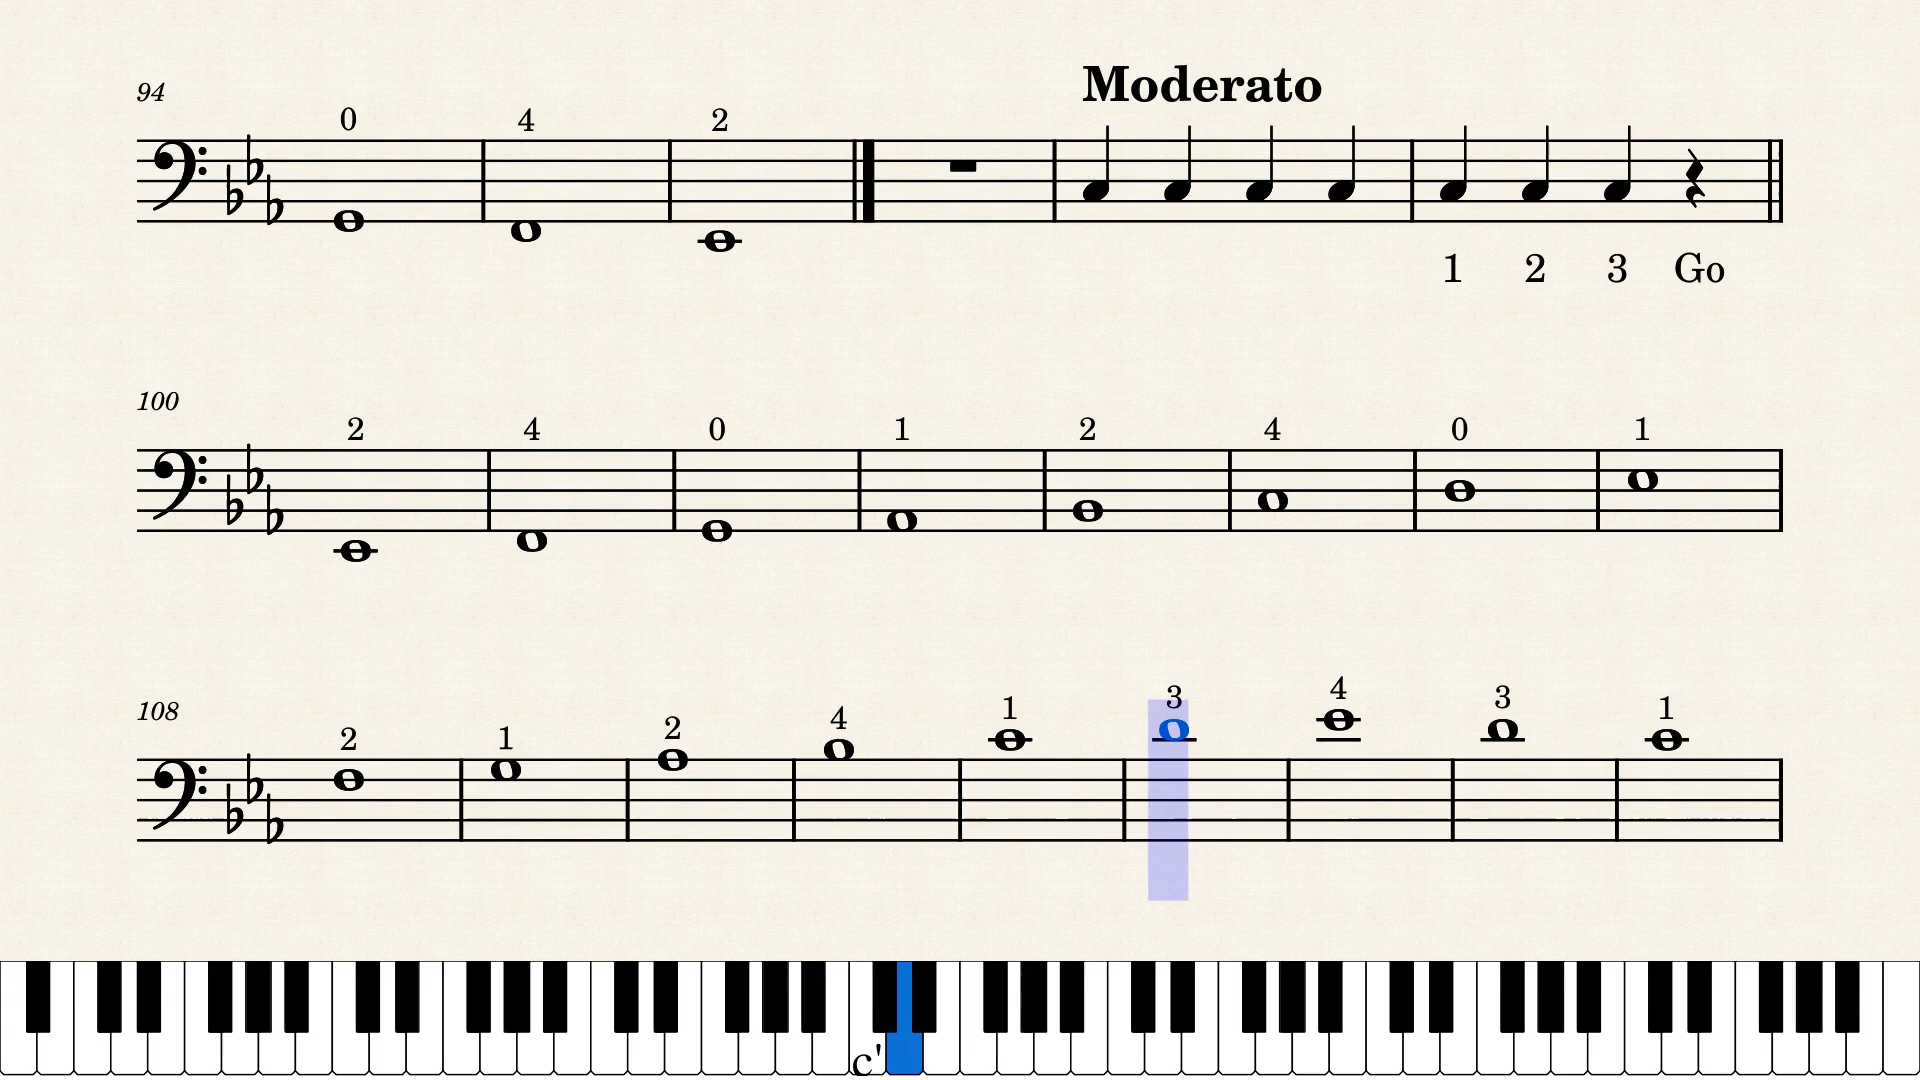 Moderato
94
0 4 2
1 2 3 Go
100
2 4 0 1 2 4 0 1
108
2 1 2 4 1 3 4 3 1
c'